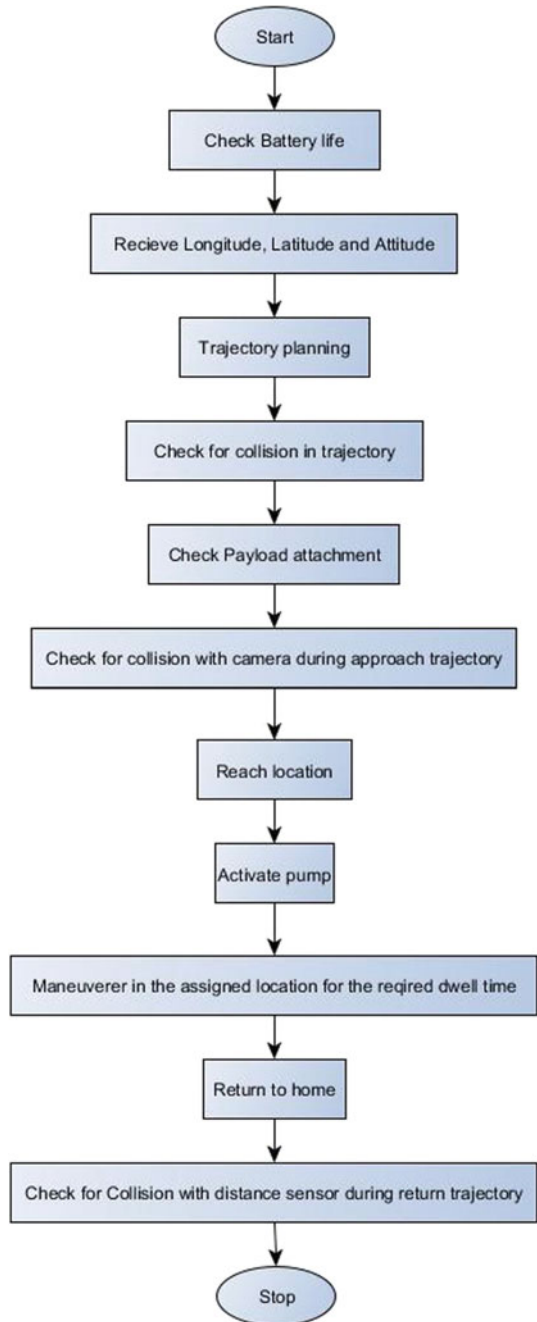 Start
Check Battery life
Recieve Longitude, Latitude and Attitude
Trajectory planning
Check for collision in trajectory
Check Payload attachment
Check for collision with camera during approach trajectory
Reach location
Activate pump
Maneuverer in the assigned location for the reqired dwell time
Return to home
Check for Collision with distance sensor during return trajectory
Stop